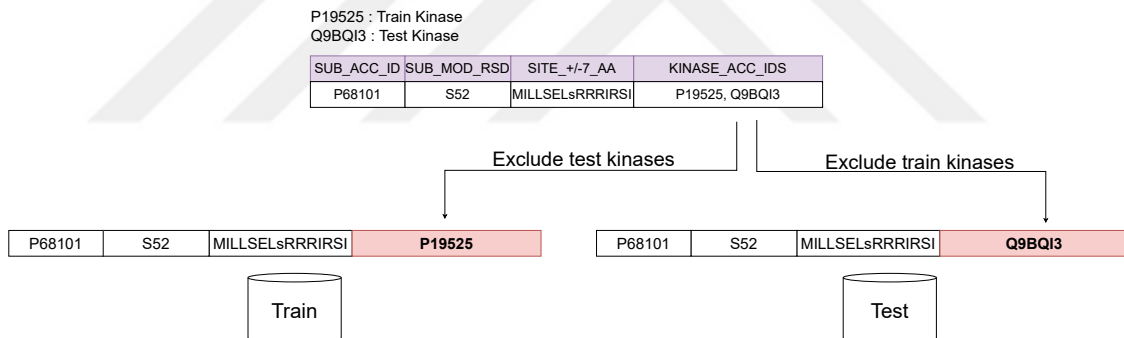 P19525 : Train Kinase
Q9BQI3 : Test Kinase
SUB_ACC_ID SUB_MOD_RSD SITE_+/-7_AA KINASE_ACC_IDS
P68101 S52 MILLSELsRRRIRSI P19525, Q9BQI3
Exclude test kinases Exclude train kinases
P68101 S52 MILLSELsRRRIRSI P19525 P68101 S52 MILLSELsRRRIRSI Q9BQI3
Train Test